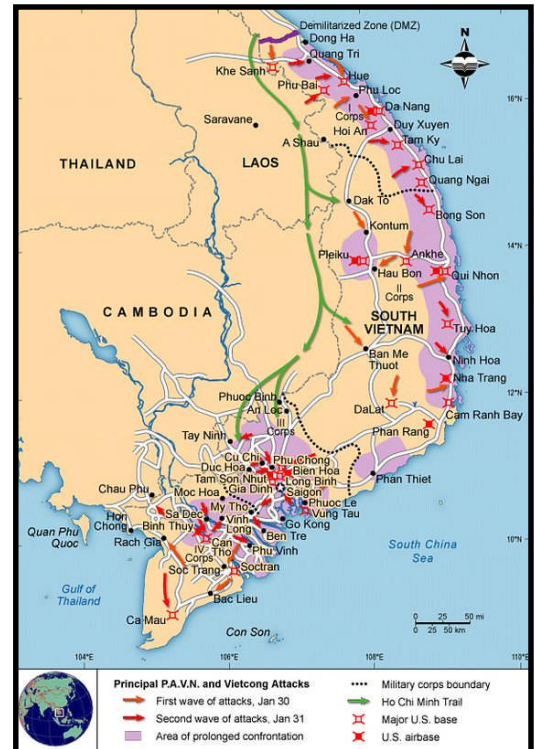 Demilitarized Zone (DMZ)
Dong Ha
N
Quang Tri
Khe Sanh
Hue
Phu Bai
Phu Loc
16°N
I
Corps
Da Nang
Saravane
Hoi An
Duy Xuyen
Tam Ky
A Shau
THAILAND
LAOS
Chu Lai
Quang Ngai
Dak To
Bong Son
Kontum
14°N
Pleiku
Ankhe
Hau Bon
Qui Nhon
II
Corps
CAMBODIA
SOUTH
VIETNAM
Tuy Hoa
Ban Me
Thuot
Ninh Hoa
Nha Trang
Phuoc Binh
12°N
An Loc
DaLat
Cam Ranh Bay
III
Corps
Phan Rang
Tay Ninh
Cu Chi
Phu Chong
Duc Hoa
Bien Hoa
Phan Thiet
Tam Son Nhut
Long Binh
Chau Phu
Moc Hoa
Gia Dinh
Saigon
My Tho
Phuoc Le
Hon
Chong
Sa Dec
Vung Tau
Quan Phu
Quoc
Binh Thuy
Vinh
Long
Go Kong
10°N
Rach Gia
Can
Tho
Ben Tre
IV
Corps
Phu Vinh
South China
Sea
Soc Trang
Soctran
Gulf of
Thailand
Bac Lieu
Ca Mau
Con Son
0 25 50 mi
0 25 50 km
104°E
106°E
108°E
110°E
Principal P.A.V.N. and Vietcong Attacks
First wave of attacks, Jan 30
Second wave of attacks, Jan 31
Area of prolonged confrontation
Military corps boundary
Ho Chi Minh Trail
Major U.S. base
U.S. airbase